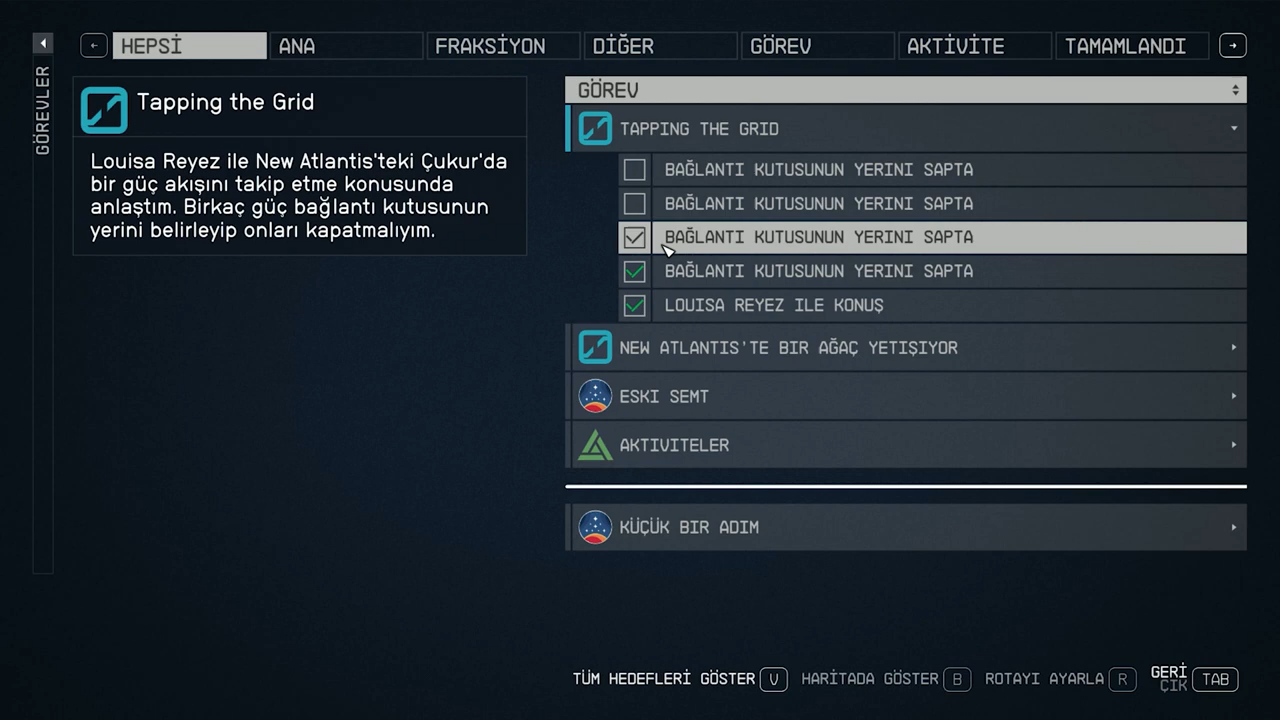 GÖREVLER
HEPSİ
ANA
FRAKSİYON
DİĞER
GÖREV
AKTİVİTE
TAMAMLANDI
Tapping the Grid
Louisa Reyez ile New Atlantis'teki Çukur'da
bir güç akışını takip etme konusunda
anlaştım. Birkaç güç bağlantı kutusunun
yerini belirleyip onları kapatmalıyım.
GÖREV
TAPPING THE GRID
BAĞLANTI KUTUSUNUN YERINI SAPTA
BAĞLANTI KUTUSUNUN YERINI SAPTA
BAĞLANTI KUTUSUNUN YERINI SAPTA
BAĞLANTI KUTUSUNUN YERINI SAPTA
LOUISA REYEZ ILE KONUŞ
NEW ATLANTIS'TE BIR AĞAÇ YETIŞIYOR
ESKI SEMT
AKTIVITELER
KÜÇÜK BIR ADIM
TÜM HEDEFLERİ GÖSTER V
HARİTADA GÖSTER B
ROTAYI AYARLA R
GERİ
ÇIK
TAB